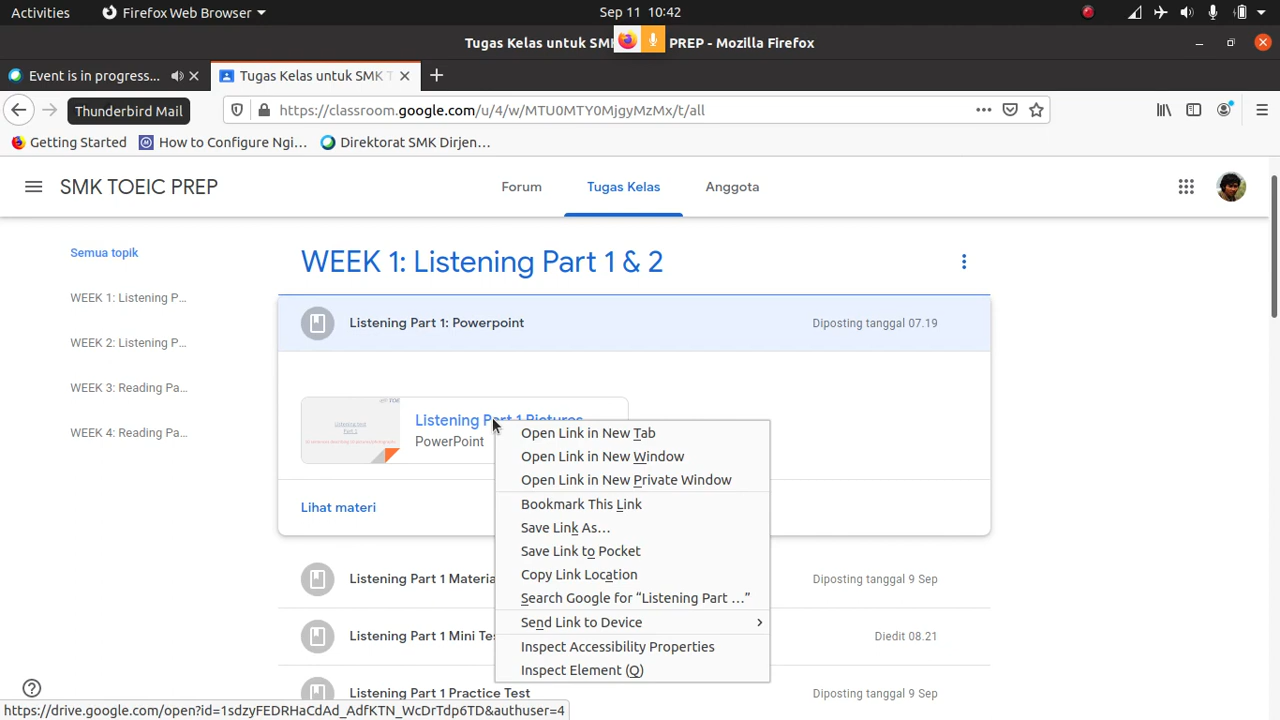 Activities Firefox Web Browser Sep 11 10:42
Tugas Kelas untuk SM PREP - Mozilla Firefox
Event is in progress... Tugas Kelas untuk SMK T
Thunderbird Mail https://classroom.google.com/u/4/w/MTU0MTY0MjgyMzMx/t/all
Getting Started How to Configure Ngi... Direktorat SMK Dirjen...
SMK TOEIC PREP Forum Tugas Kelas Anggota
Semua topik
WEEK 1: Listening P...
WEEK 2: Listening P...
WEEK 3: Reading Pa...
WEEK 4: Reading Pa...
WEEK 1: Listening Part 1 & 2
Listening Part 1: Powerpoint Diposting tanggal 07.19
Listening Part 1 Pictures
PowerPoint
Lihat materi
Listening Part 1 Materia Diposting tanggal 9 Sep
Listening Part 1 Mini Te Diedit 08.21
Listening Part 1 Practice Test Diposting tanggal 9 Sep
Open Link in New Tab
Open Link in New Window
Open Link in New Private Window
Bookmark This Link
Save Link As...
Save Link to Pocket
Copy Link Location
Search Google for “Listening Part ...”
Send Link to Device
Inspect Accessibility Properties
Inspect Element (Q)
https://drive.google.com/open?id=1sdzyFEDRHaCdAd_AdfKTN_WcDrTdp6TD&authuser=4